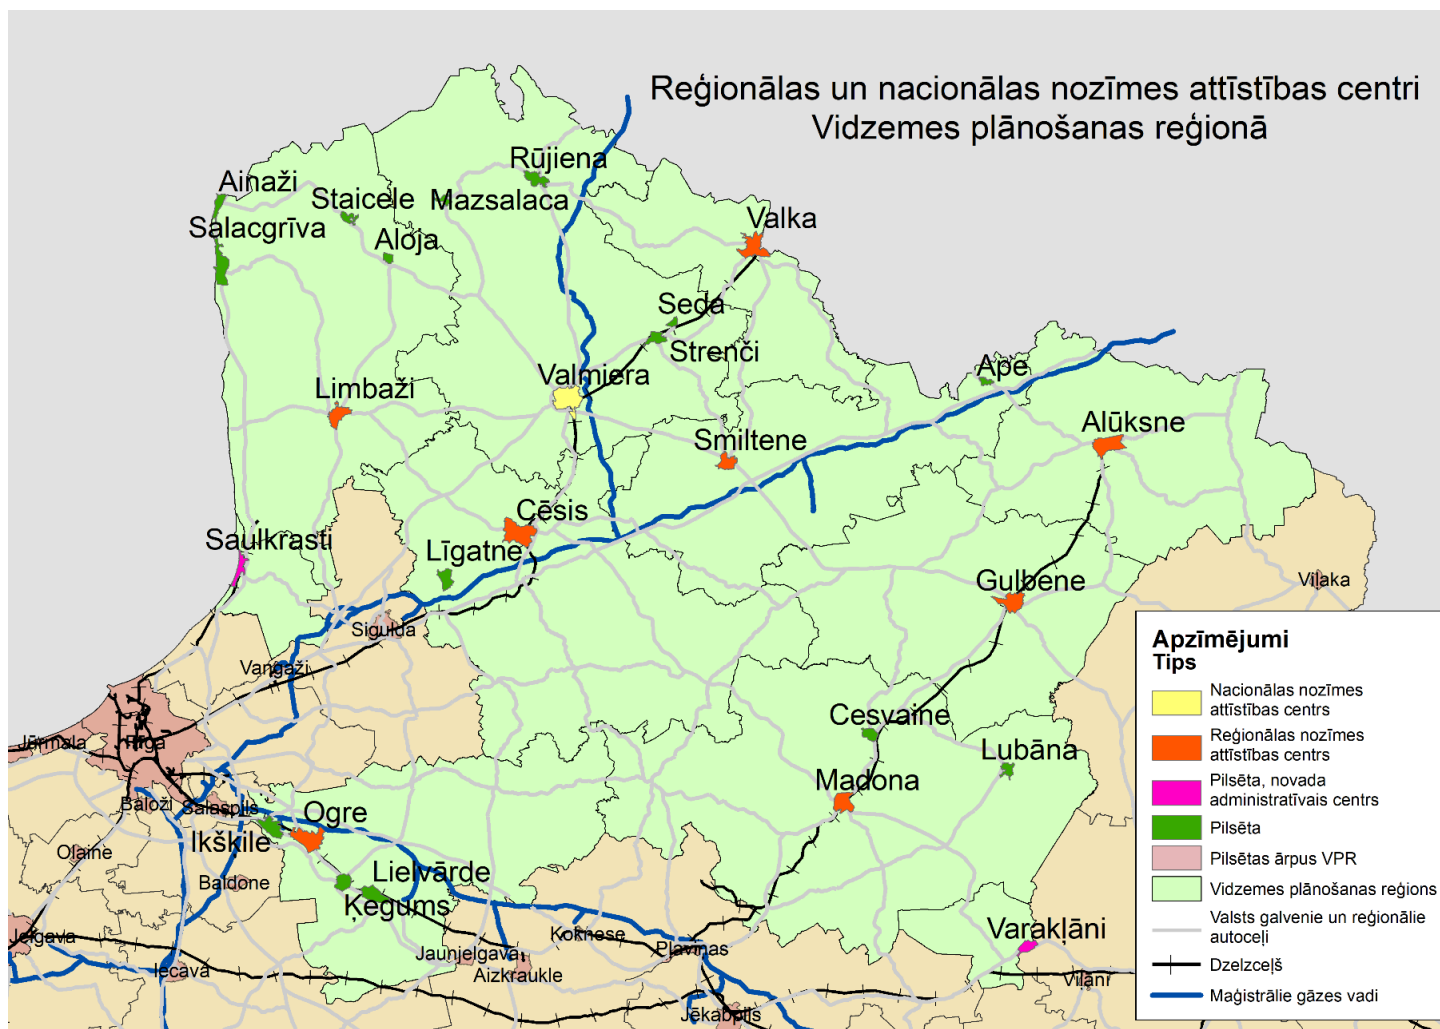 Reģionālas un nacionālas nozīmes attīstības centri
Vidzemes plānošanas reģionā
Rūjiena
Ainaži
Staicele
Mazsalaca
Salacgrīva
Aloja
Valka
Seda
Strenči
Valmiera
Ape
Limbaži
Alūksne
Smiltene
Cēsis
Saulkrasti
Līgatne
Gulbene
Vilaka
Sigulda
Vangaži
Cesvaine
Jūrmala
Rīga
Lubāna
Madona
Baloži
Salaspils
Ogre
Ikšķile
Olaine
Baldone
Lielvārde
Ķegums
Jelgava
Koknese
Varakļāni
Jaunjelgava
Pļaviņas
Iecava
Aizkraukle
Viļāni
Jēkabpils
Apzīmējumi
Tips
Nacionālas nozīmes
attīstības centrs
Reģionālas nozīmes
attīstības centrs
Pilsēta, novada
administratīvais centrs
Pilsēta
Pilsētas ārpus VPR
Vidzemes plānošanas reģions
Valsts galvenie un reģionālie
autoceļi
Dzelzceļš
Maģistrālie gāzes vadi